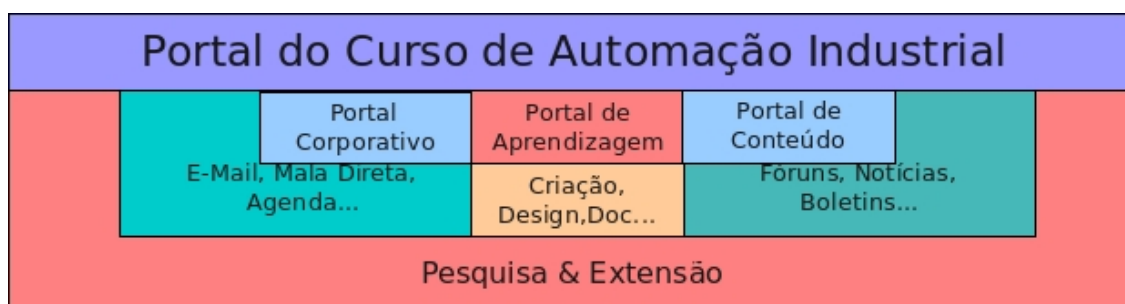 Portal do Curso de Automação Industrial
Portal
Corporativo
Portal de
Aprendizagem
Portal de
Conteúdo
E-Mail, Mala Direta,
Agenda...
Criação,
Design,Doc...
Fóruns, Notícias,
Boletins...
Pesquisa & Extensão